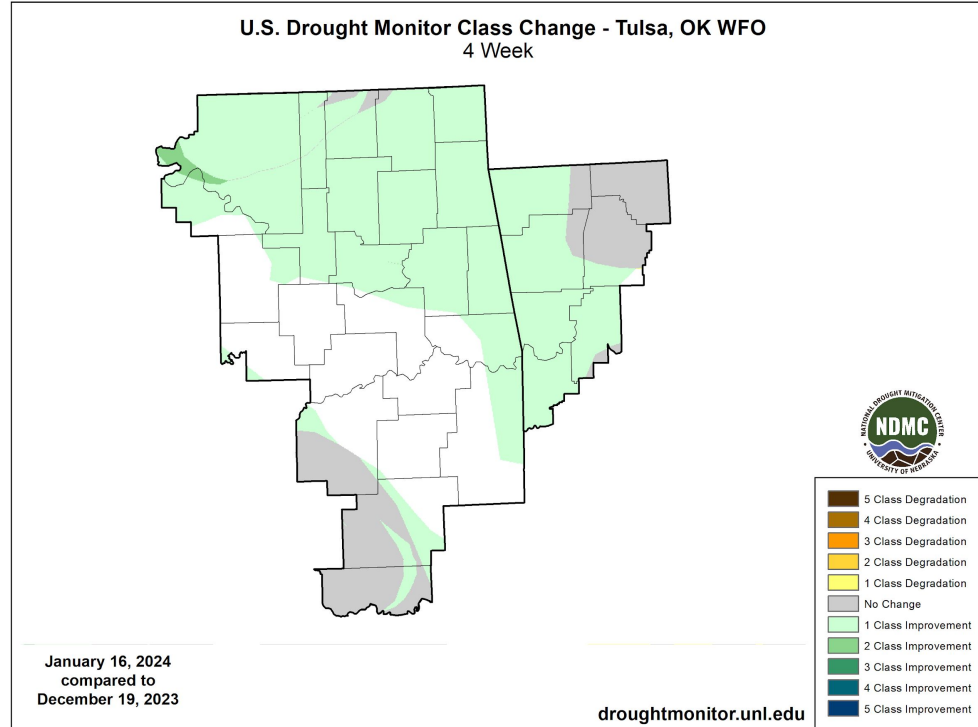 U.S. Drought Monitor Class Change - Tulsa, OK WFO
4 Week
NATIONAL DROUGHT MITIGATION CENTER
NDMC
UNIVERSITY OF NEBRASKA
5 Class Degradation
4 Class Degradation
3 Class Degradation
2 Class Degradation
1 Class Degradation
No Change
1 Class Improvement
2 Class Improvement
3 Class Improvement
4 Class Improvement
5 Class Improvement
January 16, 2024
compared to
December 19, 2023
droughtmonitor.unl.edu